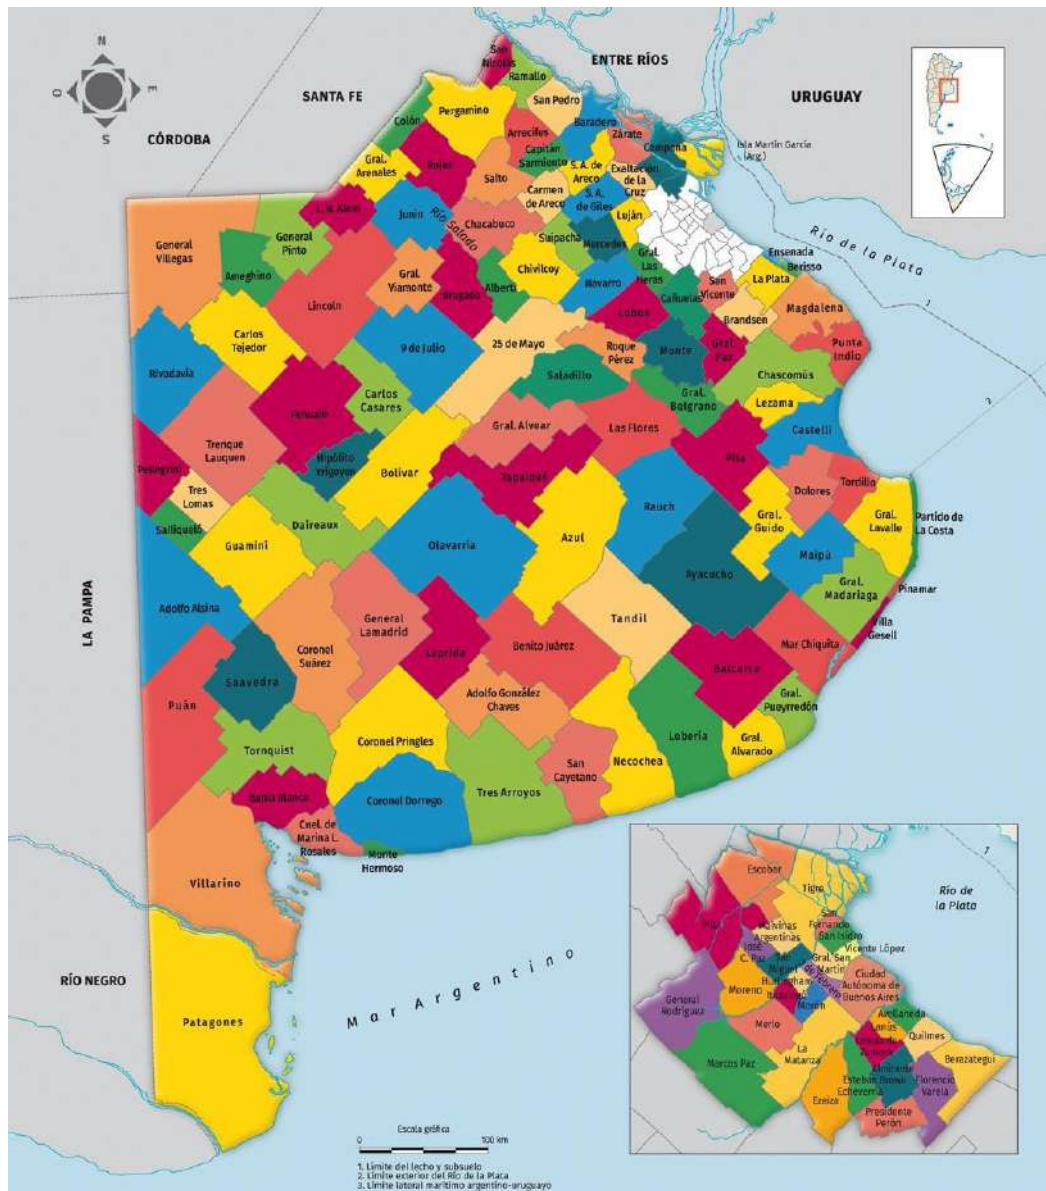 N
O
E
S
SANTA FE
ENTRE RÍOS
URUGUAY
CÓRDOBA
LA PAMPA
RÍO NEGRO
Isla Martín García
(Arg.)
Río de la Plata
1
2
San
Nicolás
Ramallo
San Pedro
Baradero
Zárate
Campana
Pergamino
Colón
Arrecifes
Capitán
Sarmiento
S. A. de
Areco
Exaltación
de la
Cruz
Gral.
Arenales
Rojas
Salto
Carmen
de Areco
S. A.
de Giles
Luján
L. N. Alem
Junín
Río Salado
Chacabuco
Suipacha
Mercedes
General
Villegas
General
Pinto
Ameghino
Lincoln
Gral.
Viamonte
Bragado
Alberti
Chivilcoy
Navarro
Gral.
Las
Heras
Lobos
Cañuelas
San
Vicente
Ensenada
Berisso
La Plata
Brandsen
Magdalena
Punta
Indio
Rivadavia
Carlos
Tejedor
9 de Julio
25 de Mayo
Roque
Pérez
Saladillo
Monte
Gral.
Paz
Chascomús
Gral.
Belgrano
Lezama
Castelli
Carlos
Casares
Pehuajó
Trenque
Lauquen
Hipólito
Yrigoyen
Bolívar
Gral. Alvear
Las Flores
Tapalqué
Pila
Dolores
Tordillo
Gral.
Lavalle
Partido de
La Costa
Pellegrini
Tres
Lomas
Salliqueló
Guaminí
Daireaux
Olavarría
Azul
Rauch
Gral.
Guido
Maipú
Ayacucho
Gral.
Madariaga
Pinamar
Villa
Gesell
Adolfo Alsina
General
Lamadrid
Laprida
Benito Juárez
Tandil
Balcarce
Mar Chiquita
Gral.
Pueyrredón
Gral.
Alvarado
Puán
Saavedra
Coronel
Suárez
Adolfo González
Chaves
Coronel Pringles
Tornquist
Lobería
Necochea
San
Cayetano
Tres Arroyos
Bahía Blanca
Coronel Dorrego
Cnel. de
Marina L.
Rosales
Monte
Hermoso
Villarino
Patagones
Mar Argentino
Escala gráfica
0
100 km
1. Límite del lecho y subsuelo
2. Límite exterior del Río de la Plata
3. Límite lateral marítimo argentino-uruguayo
1
Río de
la Plata
Escobar
Tigre
San
Fernando
San Isidro
Vicente López
Pilar
Malvinas
Argentinas
José
C. Paz
San
Miguel
Gral. San
Martín
3 de Febrero
Hurlingham
Ituzaingó
Morón
Moreno
Ciudad
Autónoma de
Buenos Aires
General
Rodríguez
Merlo
La
Matanza
Avellaneda
Lanús
Lomas de
Zamora
Quilmes
Berazategui
Marcos Paz
Ezeiza
Esteban
Echeverría
Almirante
Brown
Florencio
Varela
Presidente
Perón